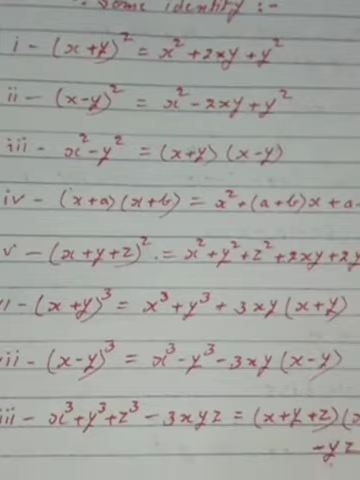 Some identity :-
i - (x+y)² = x² + 2xy + y²
ii - (x-y)² = x² - 2xy + y²
iii - x² - y² = (x+y) (x-y)
iv - (x+a) (x+b) = x² + (a+b)x + a
v - (x+y+z)² = x² + y² + z² + 2xy + 2y
i - (x+y)³ = x³ + y³ + 3xy (x+y)
ii - (x-y)³ = x³ - y³ - 3xy (x-y)
iii - x³ + y³ + z³ - 3xyz = (x+y+z) (
- yz